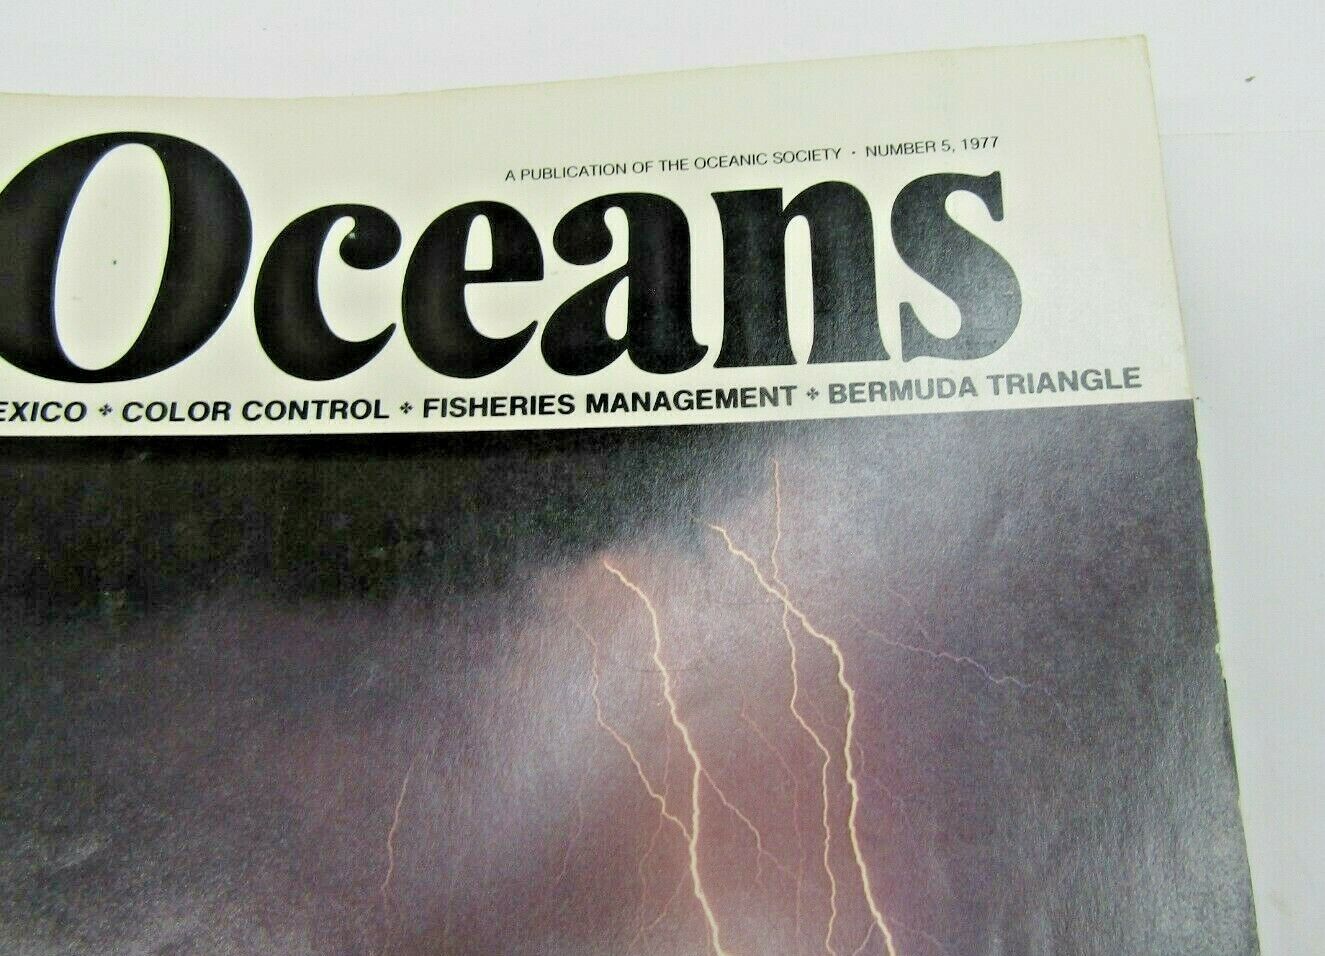 A PUBLICATION OF THE OCEANIC SOCIETY · NUMBER 5, 1977
Oceans
EXICO ❖ COLOR CONTROL ❖ FISHERIES MANAGEMENT ❖ BERMUDA TRIANGLE